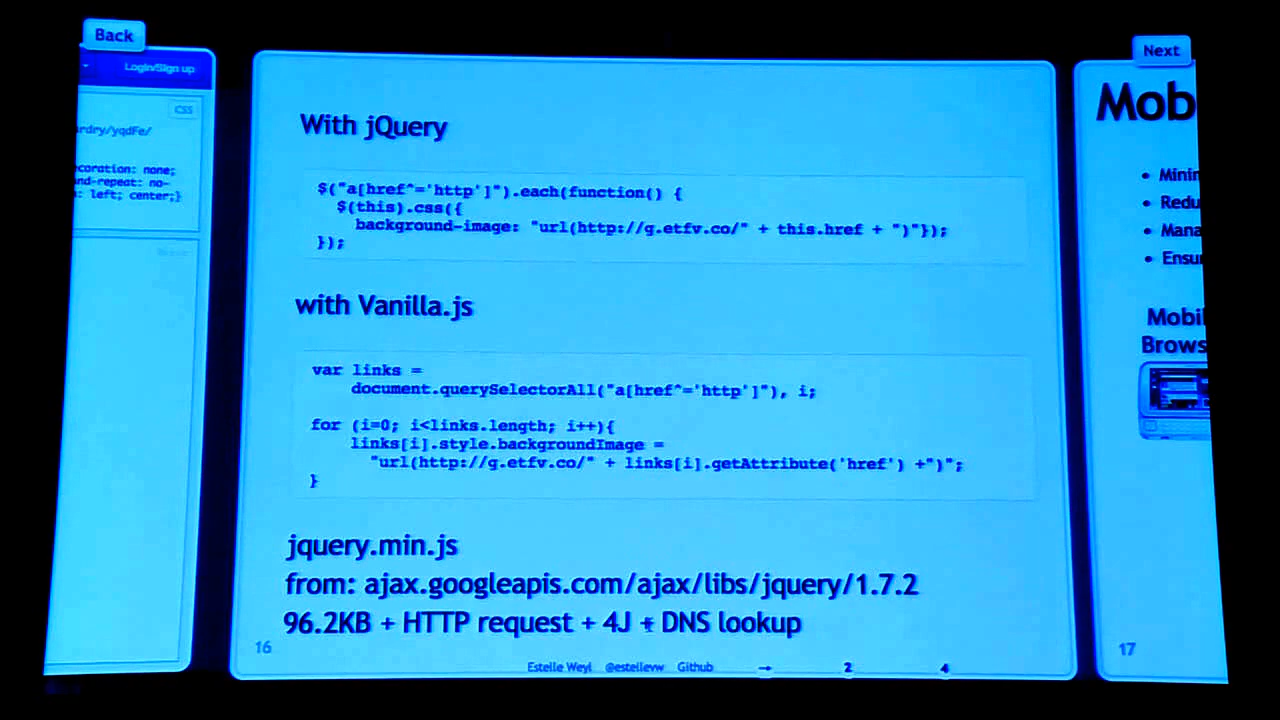 Back
Login/Sign up
CSS
urdry/yqdFe/
coration: none;
nd-repeat: no-
: left; center;}
With jQuery
$("a[href^='http']").each(function() {
$(this).css({
background-image: "url(http://g.etfv.co/" + this.href + ")"});
});
with Vanilla.js
var links =
document.querySelectorAll("a[href^='http']"), i;
for (i=0; i<links.length; i++){
links[i].style.backgroundImage =
"url(http://g.etfv.co/" + links[i].getAttribute('href') +")";
}
jquery.min.js
from: ajax.googleapis.com/ajax/libs/jquery/1.7.2
96.2KB + HTTP request + 4J + DNS lookup
16
Estelle Weyl @estellevw Github → 2 4
Next
Mob
• Minim
• Redu
• Mana
• Ensur
Mobil
Brows
17